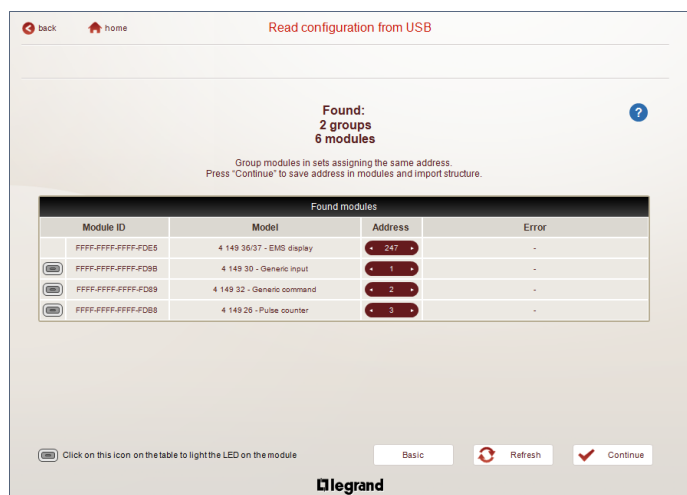 back
home
Read configuration from USB
Found:
2 groups
6 modules
?
Group modules in sets assigning the same address.
Press "Continue" to save address in modules and import structure.
Found modules
Module ID Model Address Error
FFFF-FFFF-FFFF-FDE5 4 149 36/37 - EMS display 247 -
FFFF-FFFF-FFFF-FD9B 4 149 30 - Generic input 1 -
FFFF-FFFF-FFFF-FD89 4 149 32 - Generic command 2 -
FFFF-FFFF-FFFF-FDB8 4 149 26 - Pulse counter 3 -
Click on this icon on the table to light the LED on the module
Basic
Refresh
Continue
legrand